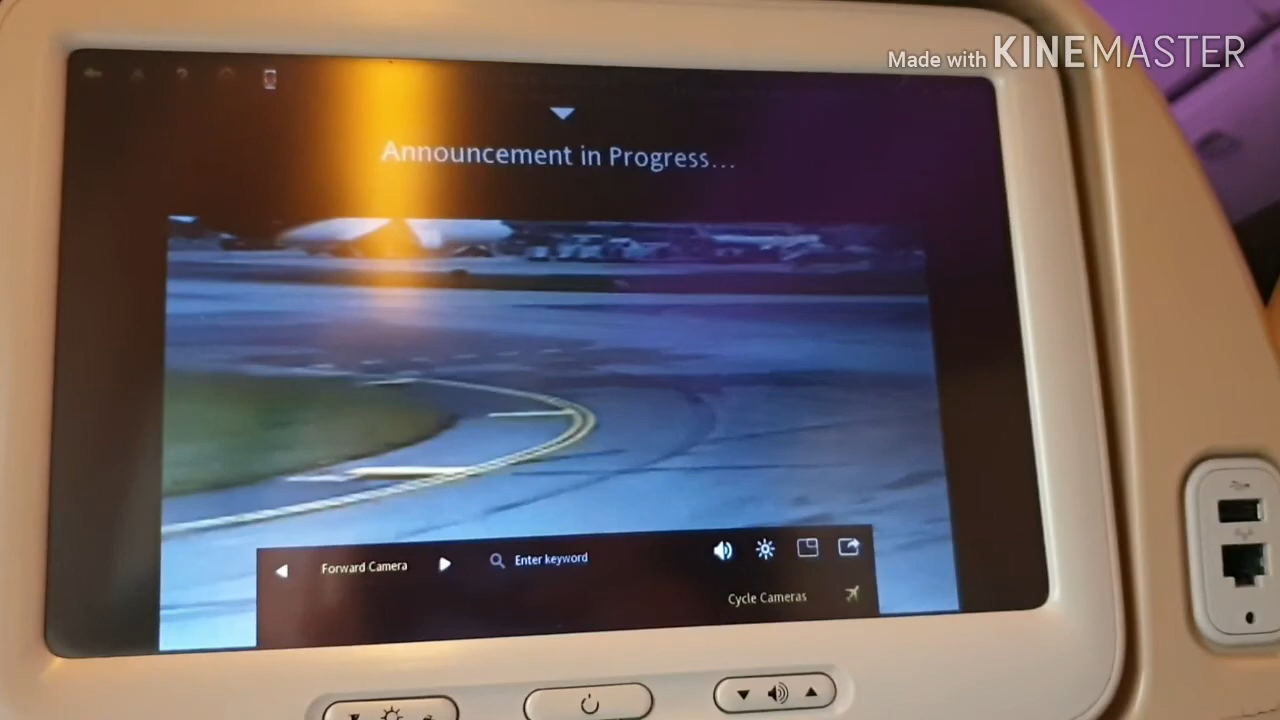 Made with KINEMASTER
Announcement in Progress...
Forward Camera
Enter keyword
Cycle Cameras